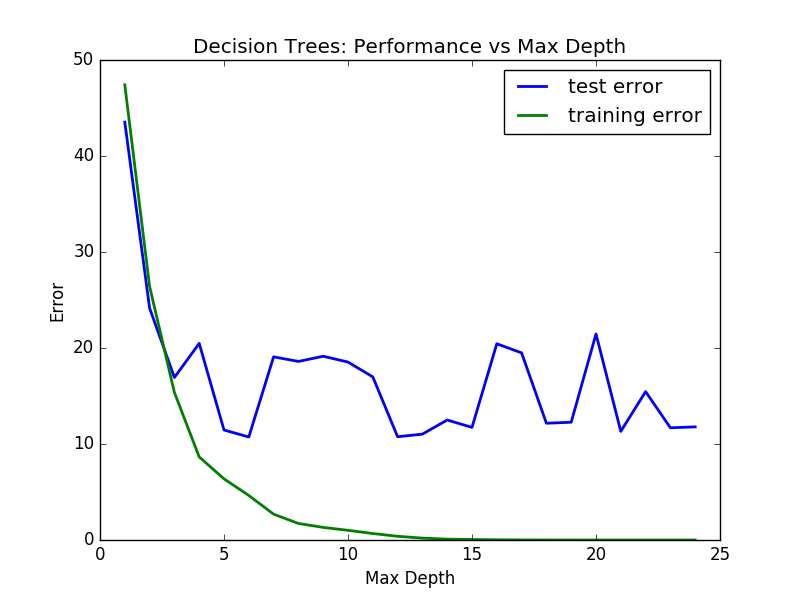 Decision Trees: Performance vs Max Depth
test error
training error
50
40
30
20
10
0
Error
0 5 10 15 20 25
Max Depth